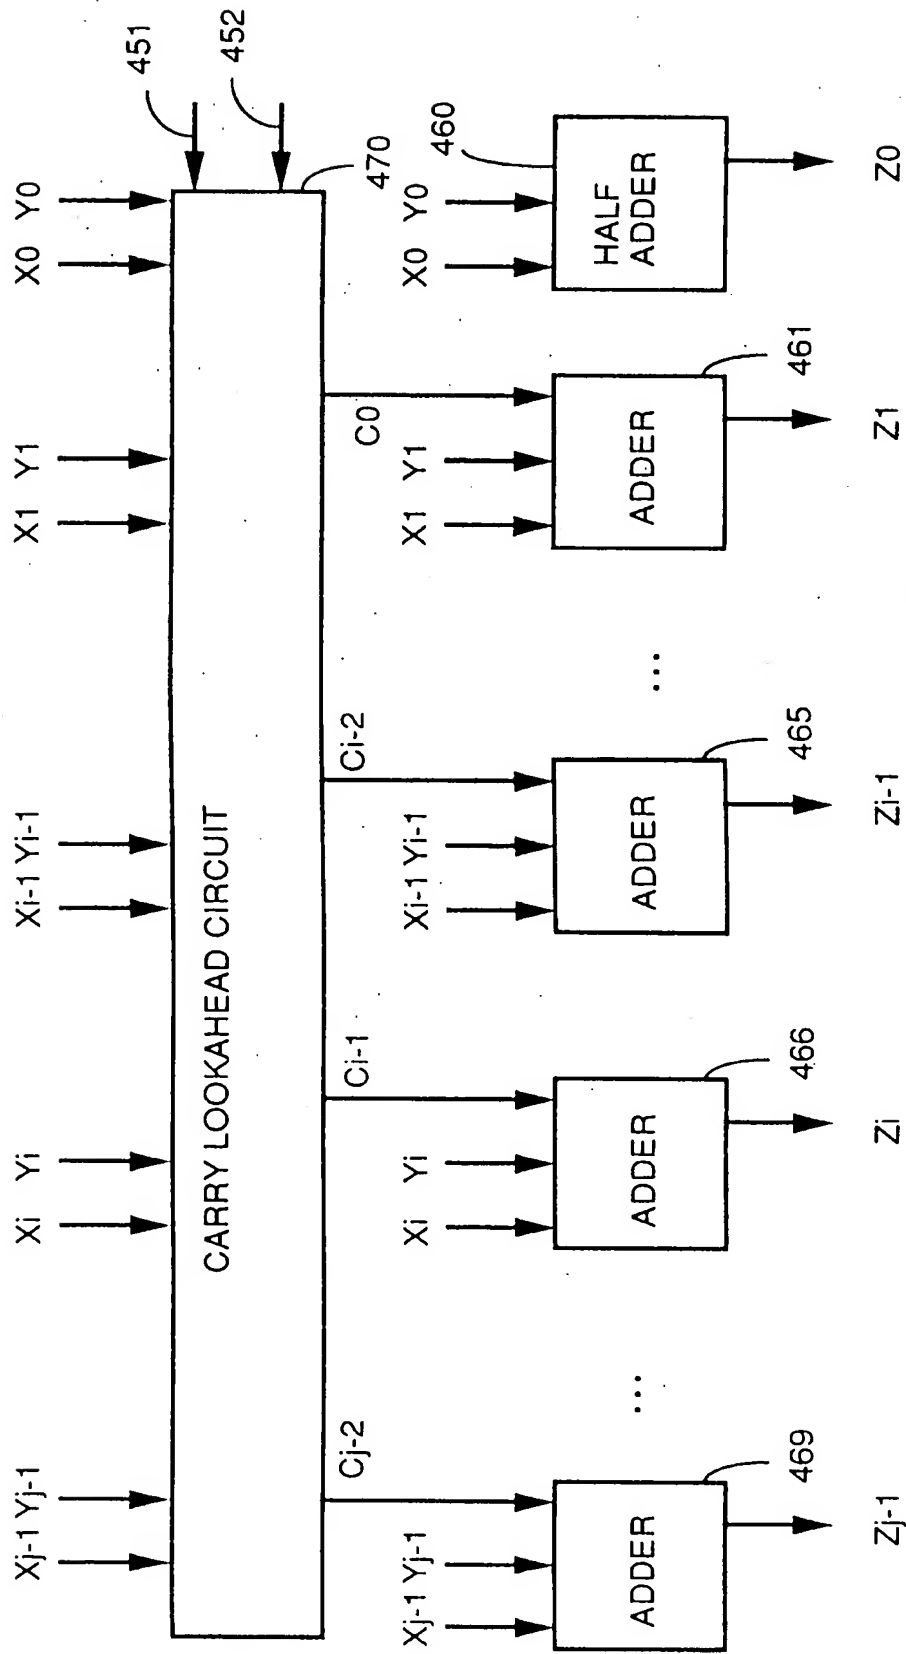 451
452
Xj-1 Yj-1 Xi Yi Xi-1 Yi-1 X1 Y1 X0 Y0
CARRY LOOKAHEAD CIRCUIT
470
Cj-2 Ci-1 Ci-2 C0
460
Xj-1 Yj-1 Xi Yi Xi-1 Yi-1 X1 Y1 X0 Y0
ADDER
...
ADDER
ADDER
...
ADDER
HALF
ADDER
469 466 465 461
Zj-1 Zi Zi-1 Z1 Z0